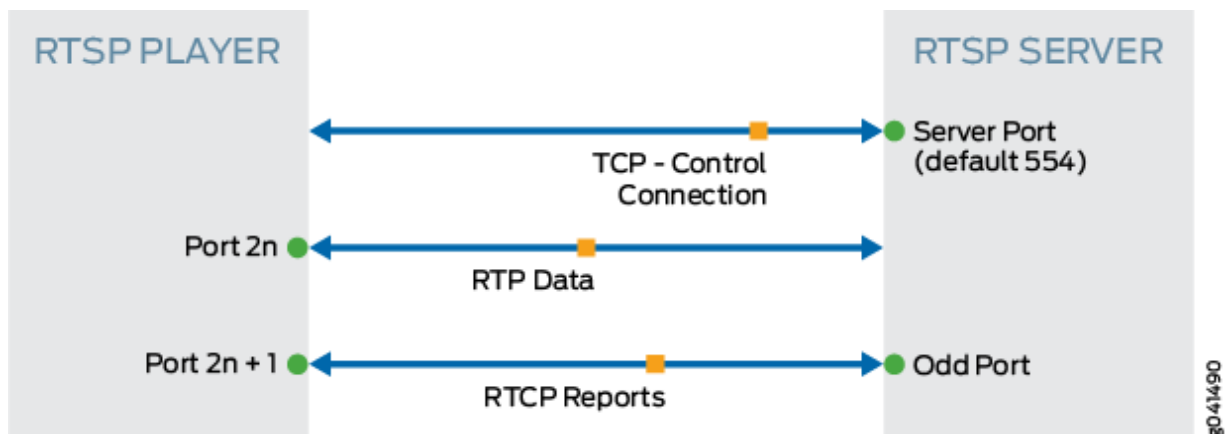 RTSP PLAYER
RTSP SERVER
Server Port
(default 554)
TCP - Control
Connection
Port 2n
RTP Data
Port 2n + 1
Odd Port
RTCP Reports
g041490